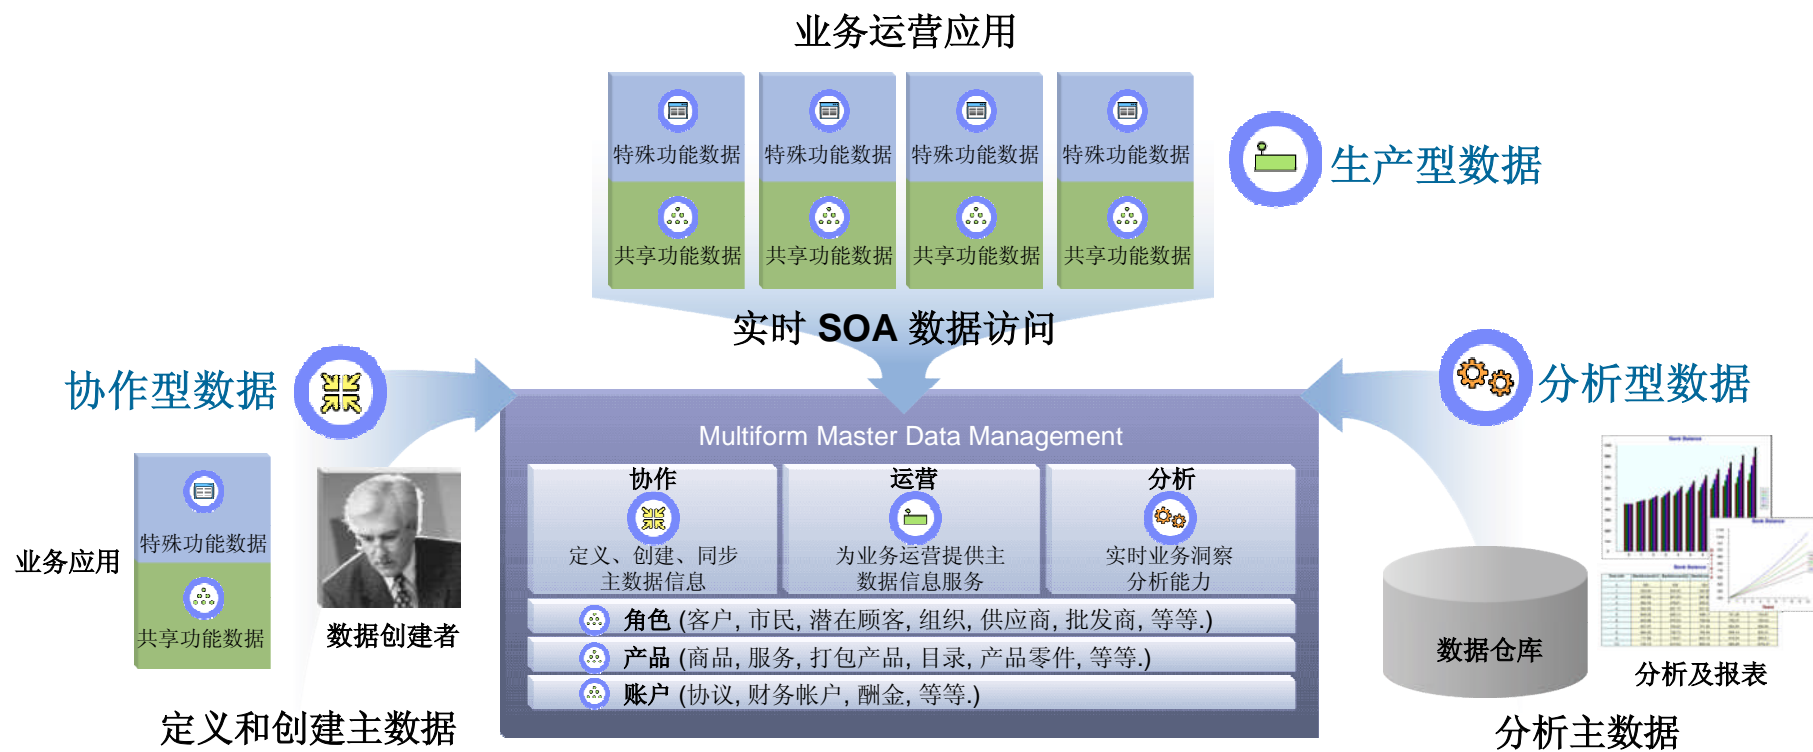 业务运营应用
特殊功能数据 特殊功能数据 特殊功能数据 特殊功能数据
共享功能数据 共享功能数据 共享功能数据 共享功能数据
生产型数据
实时 SOA 数据访问
协作型数据
业务应用
特殊功能数据
共享功能数据
数据创建者
定义和创建主数据
Multiform Master Data Management
协作
定义、创建、同步
主数据信息
运营
为业务运营提供主
数据信息服务
分析
实时业务洞察
分析能力
角色 (客户, 市民, 潜在顾客, 组织, 供应商, 批发商, 等等.)
产品 (商品, 服务, 打包产品, 目录, 产品零件, 等等.)
账户 (协议, 财务帐户, 酬金, 等等.)
分析型数据
Bank Balance
Bank Balance
Bank Balance
数据仓库
分析及报表
分析主数据